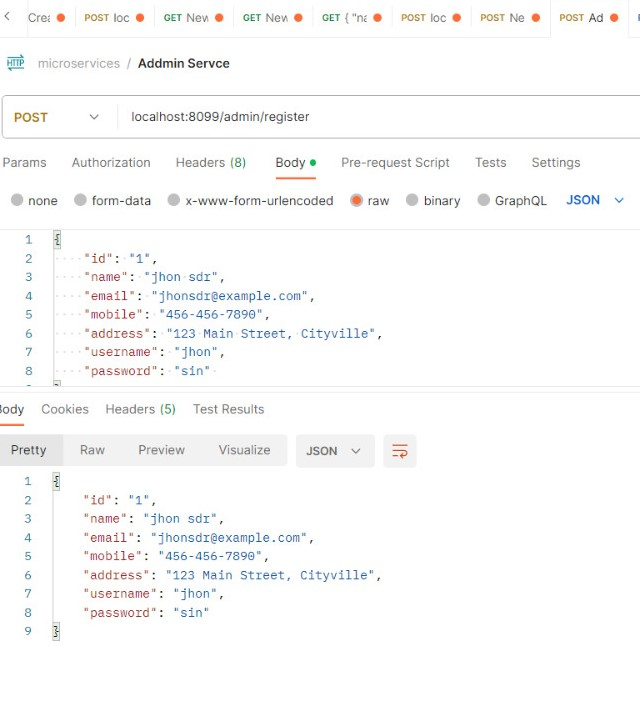 Crea POST loc GET New GET New GET { "na POST loc POST Ne POST Ad
HTTP microservices / Addmin Servce
POST localhost:8099/admin/register
Params Authorization Headers (8) Body Pre-request Script Tests Settings
none form-data x-www-form-urlencoded raw binary GraphQL JSON
1 {
2 "id": "1",
3 "name": "jhon sdr",
4 "email": "jhonsdr@example.com",
5 "mobile": "456-456-7890",
6 "address": "123 Main Street, Cityville",
7 "username": "jhon",
8 "password": "sin"
Body Cookies Headers (5) Test Results
Pretty Raw Preview Visualize JSON
1 {
2 "id": "1",
3 "name": "jhon sdr",
4 "email": "jhonsdr@example.com",
5 "mobile": "456-456-7890",
6 "address": "123 Main Street, Cityville",
7 "username": "jhon",
8 "password": "sin"
9 }